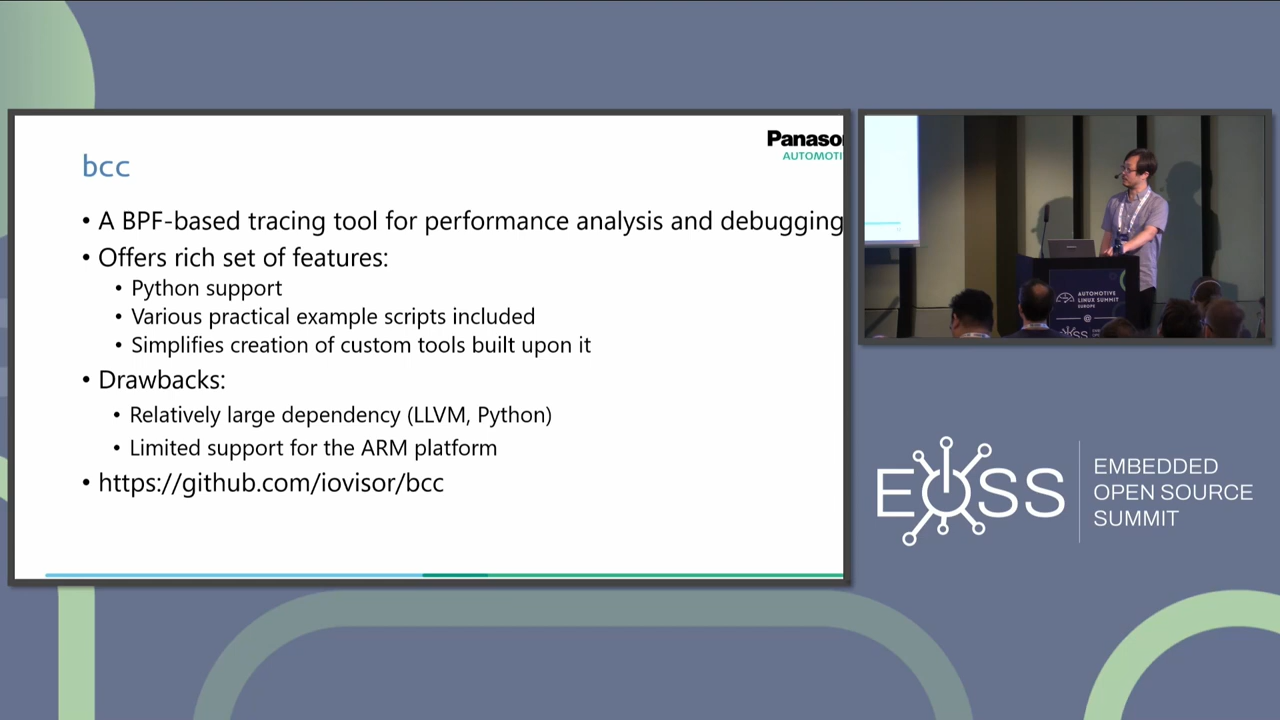 Panaso
AUTOMOTI
bcc
• A BPF-based tracing tool for performance analysis and debugging
• Offers rich set of features:
• Python support
• Various practical example scripts included
• Simplifies creation of custom tools built upon it
• Drawbacks:
• Relatively large dependency (LLVM, Python)
• Limited support for the ARM platform
• https://github.com/iovisor/bcc
AUTOMOTIVE
LINUX SUMMIT
EUROPE
@
EOSS
EMBEDDED
OPEN SOURCE
SUMMIT